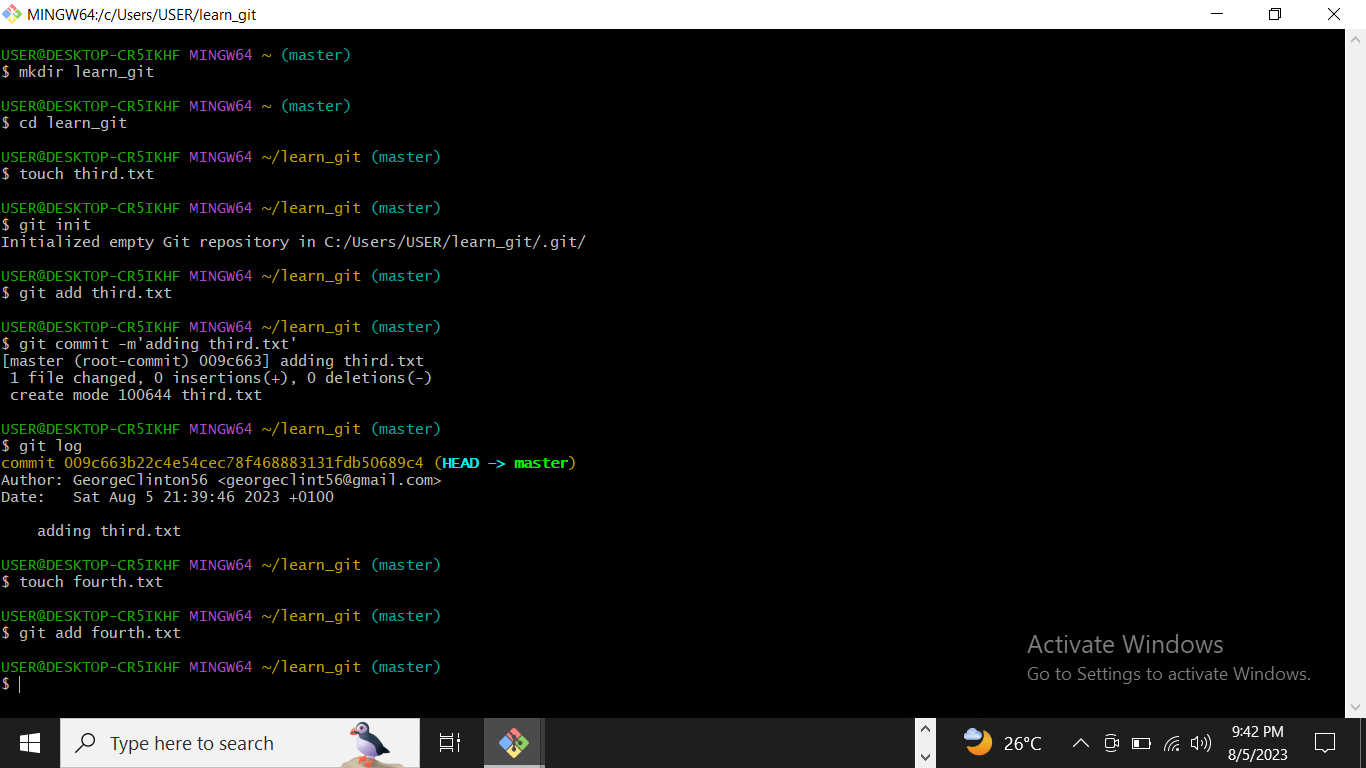 MINGW64:/c/Users/USER/learn_git
USER@DESKTOP-CR5IKHF MINGW64 ~ (master)
$ mkdir learn_git
USER@DESKTOP-CR5IKHF MINGW64 ~ (master)
$ cd learn_git
USER@DESKTOP-CR5IKHF MINGW64 ~/learn_git (master)
$ touch third.txt
USER@DESKTOP-CR5IKHF MINGW64 ~/learn_git (master)
$ git init
Initialized empty Git repository in C:/Users/USER/learn_git/.git/
USER@DESKTOP-CR5IKHF MINGW64 ~/learn_git (master)
$ git add third.txt
USER@DESKTOP-CR5IKHF MINGW64 ~/learn_git (master)
$ git commit -m'adding third.txt'
[master (root-commit) 009c663] adding third.txt
 1 file changed, 0 insertions(+), 0 deletions(-)
 create mode 100644 third.txt
USER@DESKTOP-CR5IKHF MINGW64 ~/learn_git (master)
$ git log
commit 009c663b22c4e54cec78f468883131fdb50689c4 (HEAD -> master)
Author: GeorgeClinton56 <georgeclint56@gmail.com>
Date:   Sat Aug 5 21:39:46 2023 +0100
    adding third.txt
USER@DESKTOP-CR5IKHF MINGW64 ~/learn_git (master)
$ touch fourth.txt
USER@DESKTOP-CR5IKHF MINGW64 ~/learn_git (master)
$ git add fourth.txt
USER@DESKTOP-CR5IKHF MINGW64 ~/learn_git (master)
$
Activate Windows
Go to Settings to activate Windows.
Type here to search
26°C
9:42 PM
8/5/2023